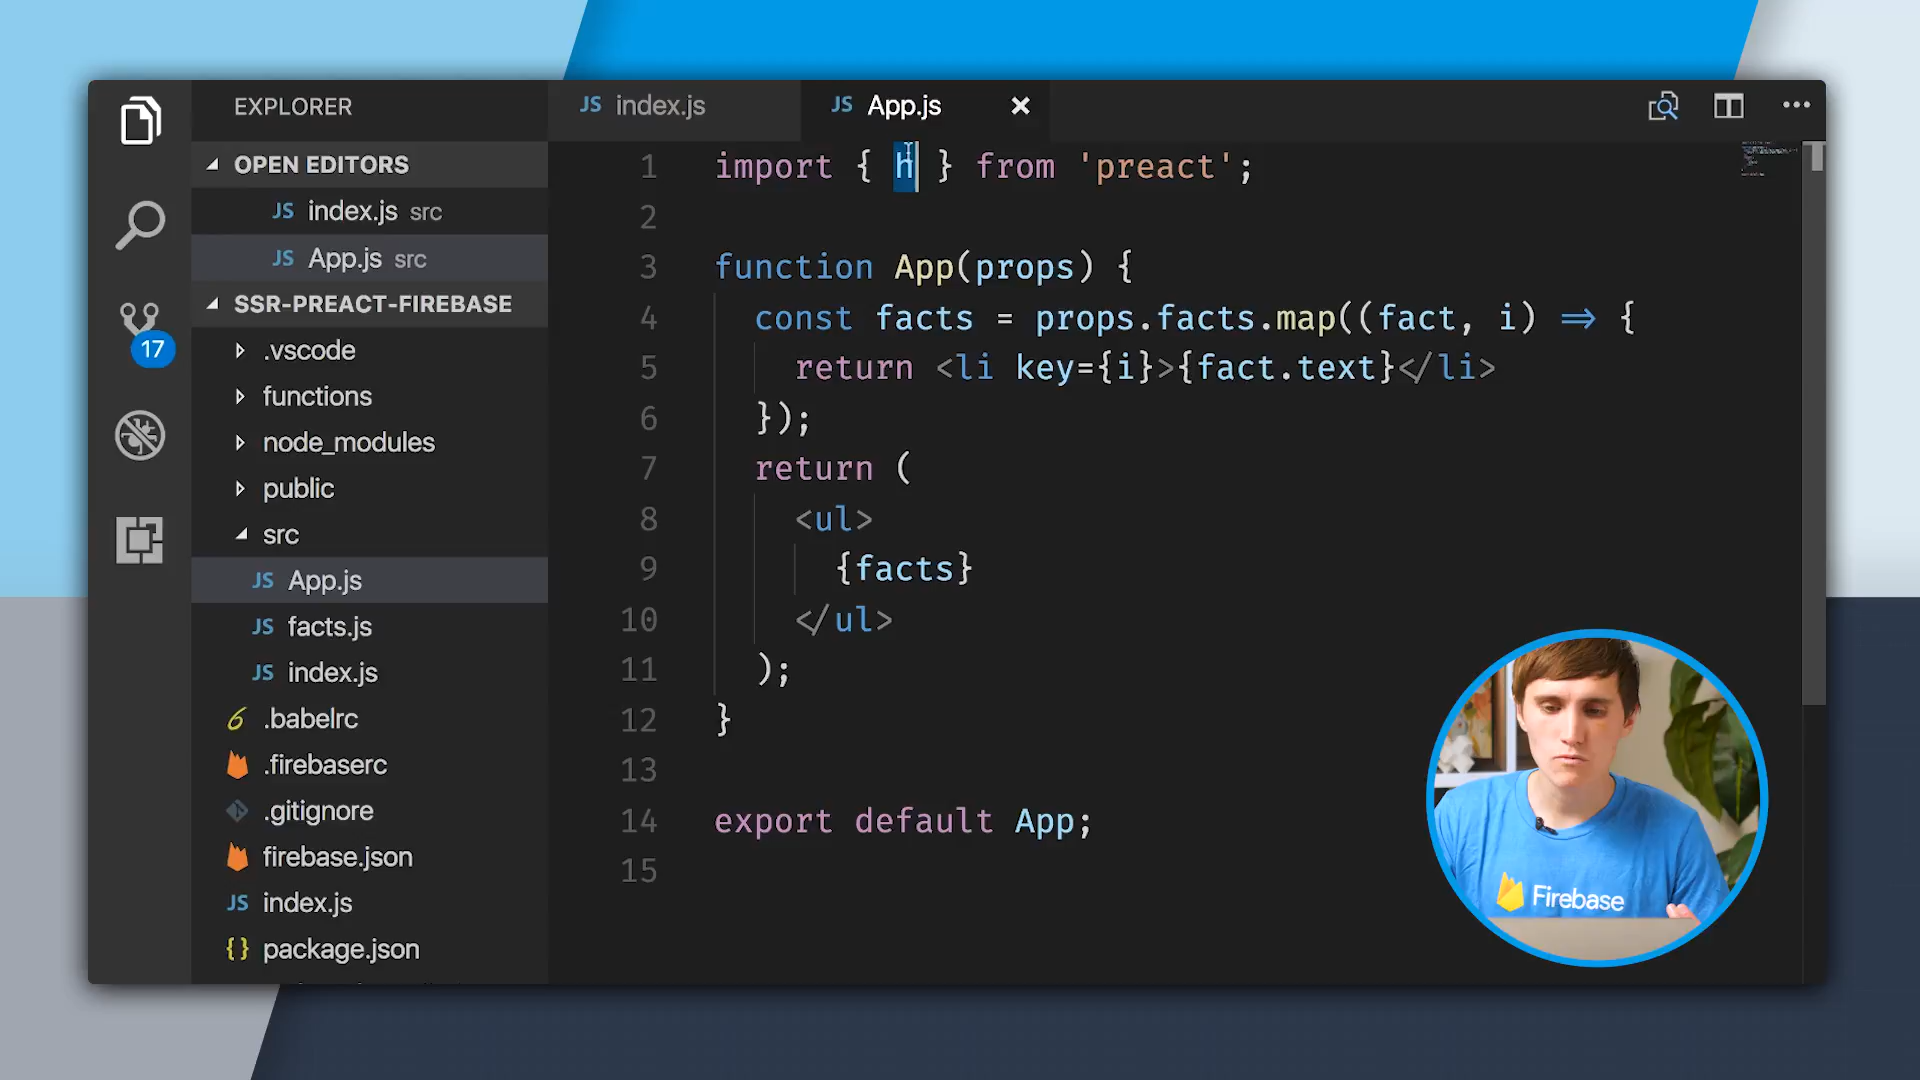 EXPLORER
OPEN EDITORS
JS index.js src
JS App.js src
SSR-PREACT-FIREBASE
.vscode
functions
node_modules
public
src
JS App.js
JS facts.js
JS index.js
.babelrc
.firebaserc
.gitignore
firebase.json
JS index.js
{} package.json
17
JS index.js
JS App.js
1 import { h } from 'preact';
2
3 function App(props) {
4 const facts = props.facts.map((fact, i) => {
5 return <li key={i}>{fact.text}</li>
6 });
7 return (
8 <ul>
9 {facts}
10 </ul>
11 );
12 }
13
14 export default App;
15
Firebase